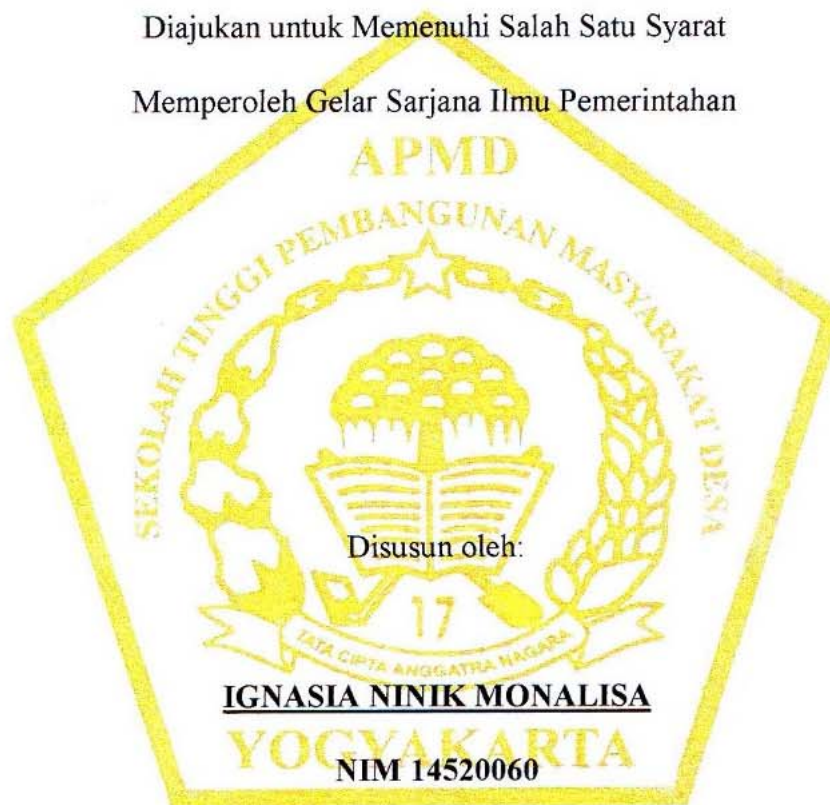 Diajukan untuk Memenuhi Salah Satu Syarat
Memperoleh Gelar Sarjana Ilmu Pemerintahan
APMD
SEKOLAH TINGGI PEMBANGUNAN MASYARAKAT DESA
Disusun oleh:
17
TATA CIPTA ANGGATRA NAGARA
IGNASIA NINIK MONALISA
YOGYAKARTA
NIM 14520060